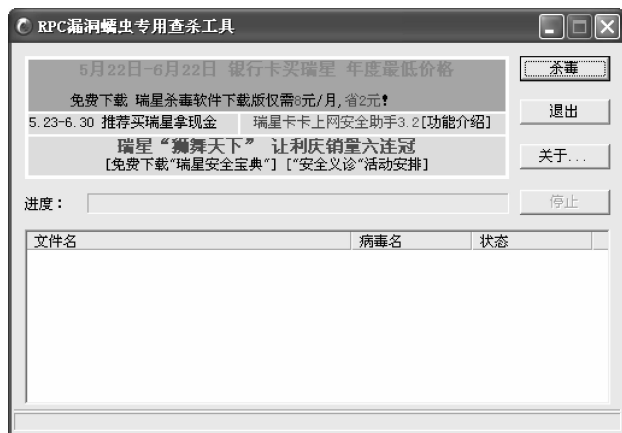 RPC漏洞蠕虫专用查杀工具
5月22日-6月22日 银行卡买瑞星 年度最低价格
免费下载 瑞星杀毒软件下载版仅需8元/月,省2元!
5.23-6.30 推荐买瑞星拿现金 瑞星卡卡上网安全助手3.2[功能介绍]
瑞星“狮舞天下” 让利庆销量六连冠
[免费下载“瑞星安全宝典”] [“安全义诊”活动安排]
杀毒
退出
关于...
进度：
停止
文件名 病毒名 状态